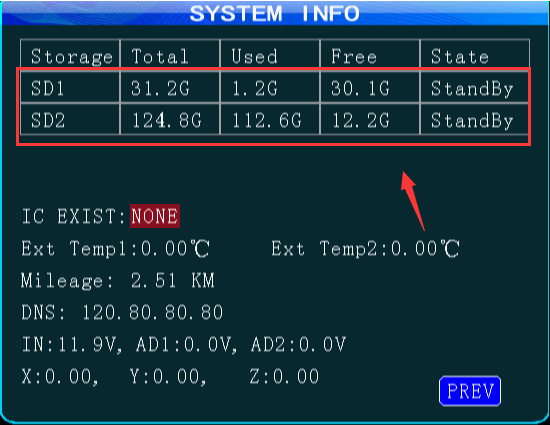 SYSTEM INFO
Storage Total Used Free State
SD1 31.2G 1.2G 30.1G StandBy
SD2 124.8G 112.6G 12.2G StandBy
IC EXIST:NONE
Ext Temp1:0.00℃ Ext Temp2:0.00℃
Mileage: 2.51 KM
DNS: 120.80.80.80
IN:11.9V, AD1:0.0V, AD2:0.0V
X:0.00, Y:0.00, Z:0.00
PREV